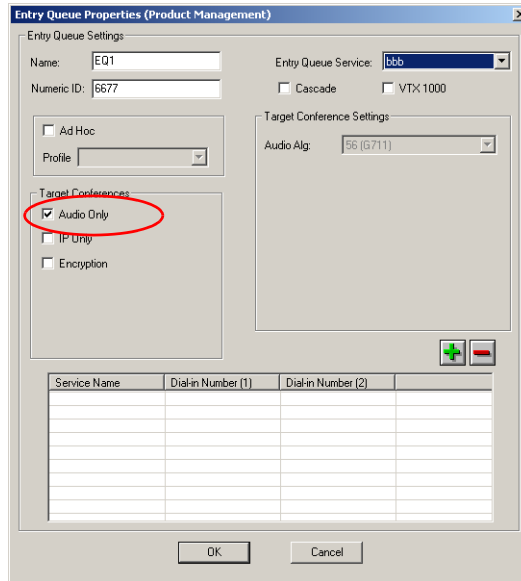 Entry Queue Properties (Product Management)
Entry Queue Settings
Name: EQ1
Entry Queue Service: bbb
Numeric ID: 6677
Cascade
VTX 1000
Target Conference Settings
Ad Hoc
Audio Alg: 56 (G711)
Profile
Target Conferences
Audio Only
IP Only
Encryption
Service Name Dial-in Number (1) Dial-in Number (2)
OK Cancel